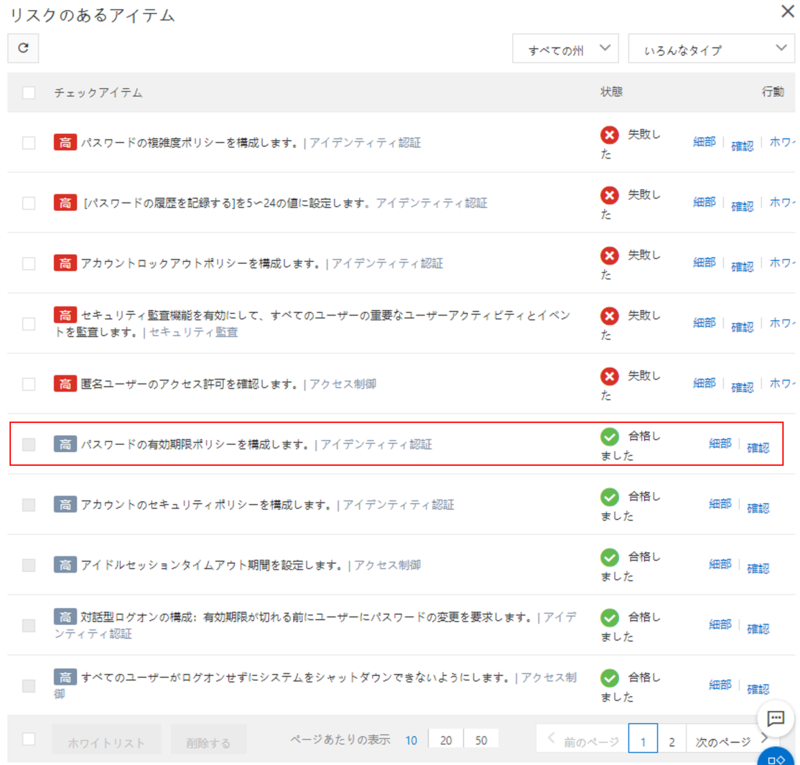 リスクのあるアイテム
すべての州 いろんなタイプ
チェックアイテム 状態 行動
高 パスワードの複雑度ポリシーを構成します。| アイデンティティ認証 失敗し
た 細部 確認 ホワ
高 [パスワードの履歴を記録する]を5〜24の値に設定します。アイデンティティ認証 失敗し
た 細部 確認 ホワ
高 アカウントロックアウトポリシーを構成します。| アイデンティティ認証 失敗し
た 細部 確認 ホワ
高 セキュリティ監査機能を有効にして、すべてのユーザーの重要なユーザーアクティビティとイベン 失敗し
トを監査します。| セキュリティ監査 た 細部 確認 ホワ
高 匿名ユーザーのアクセス許可を確認します。| アクセス制御 失敗し
た 細部 確認 ホワ
高 パスワードの有効期限ポリシーを構成します。| アイデンティティ認証 合格し
ました 細部 確認
高 アカウントのセキュリティポリシーを構成します。| アイデンティティ認証 合格し
ました 細部 確認
高 アイドルセッションタイムアウト期間を設定します。| アクセス制御 合格し
ました 細部 確認
高 対話型ログオンの構成: 有効期限が切れる前にユーザーにパスワードの変更を要求します。| アイデ 合格し
ンティティ認証 ました 細部 確認
高 すべてのユーザーがログオンせずにシステムをシャットダウンできないようにします。| アクセス制 合格し
御 ました 細部 確認
ホワイトリスト 削除する ページあたりの表示 10 20 50 前のページ 1 2 次のページ